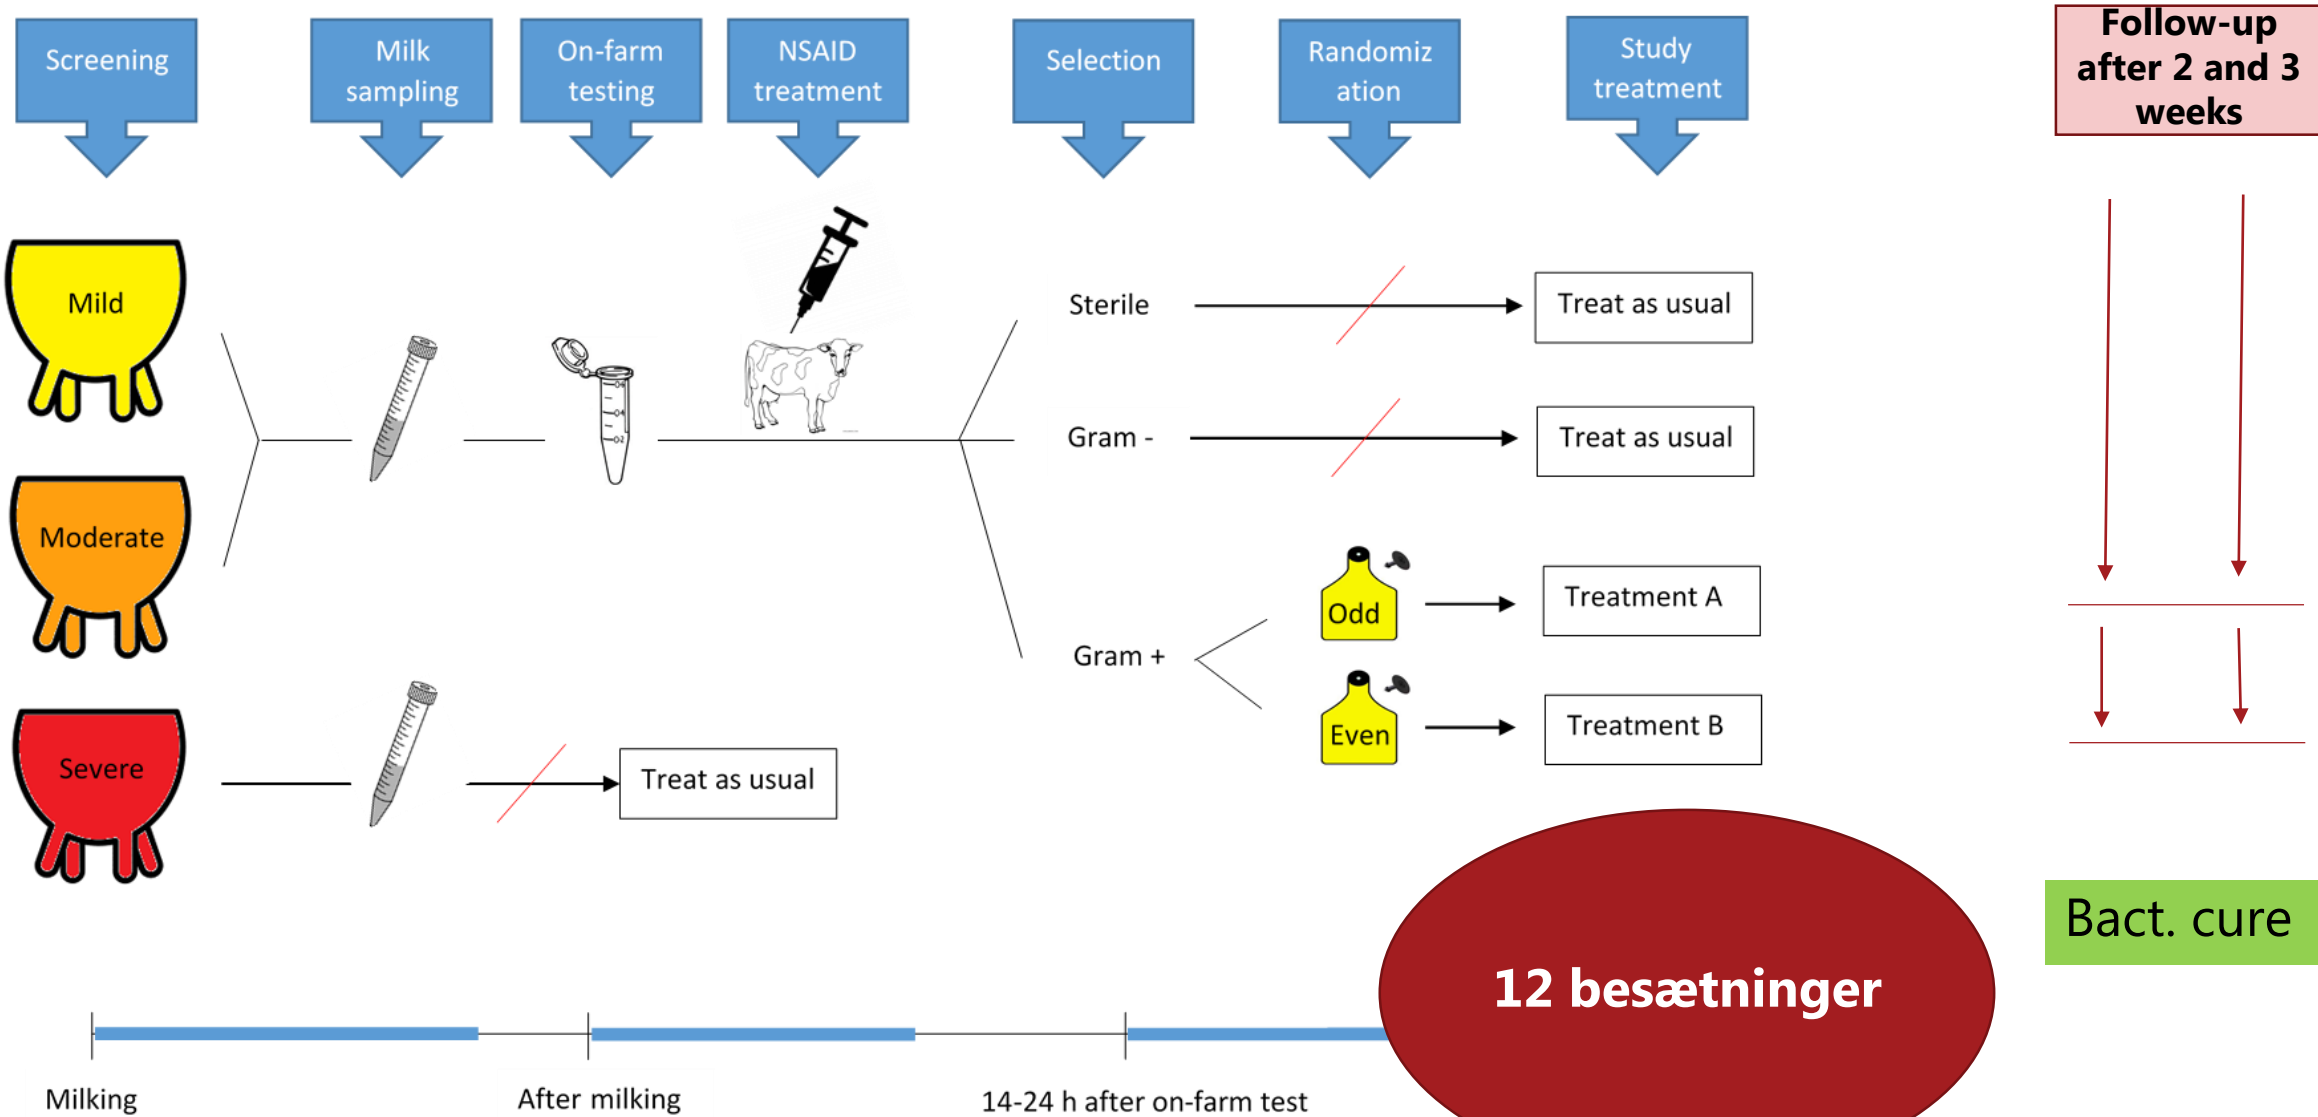 Screening
Milk
sampling
On-farm
testing
NSAID
treatment
Selection
Randomiz
ation
Study
treatment
Follow-up
after 2 and 3
weeks
Mild
Sterile
Treat as usual
Gram -
Treat as usual
Moderate
Odd
Treatment A
Gram +
Even
Treatment B
Severe
Treat as usual
Bact. cure
12 besætninger
Milking
After milking
14-24 h after on-farm test